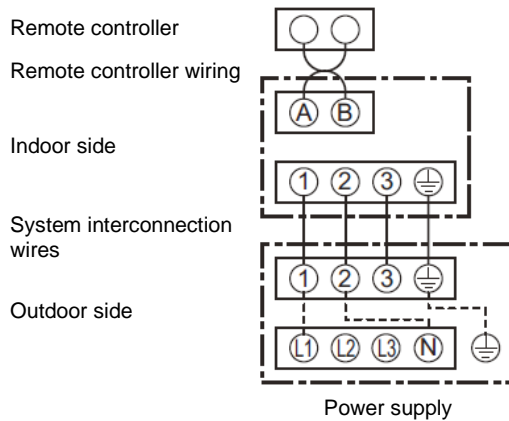 Remote controller
Remote controller wiring
A B
Indoor side
1 2 3
System interconnection
wires
1 2 3
Outdoor side
L1 L2 L3 N
Power supply